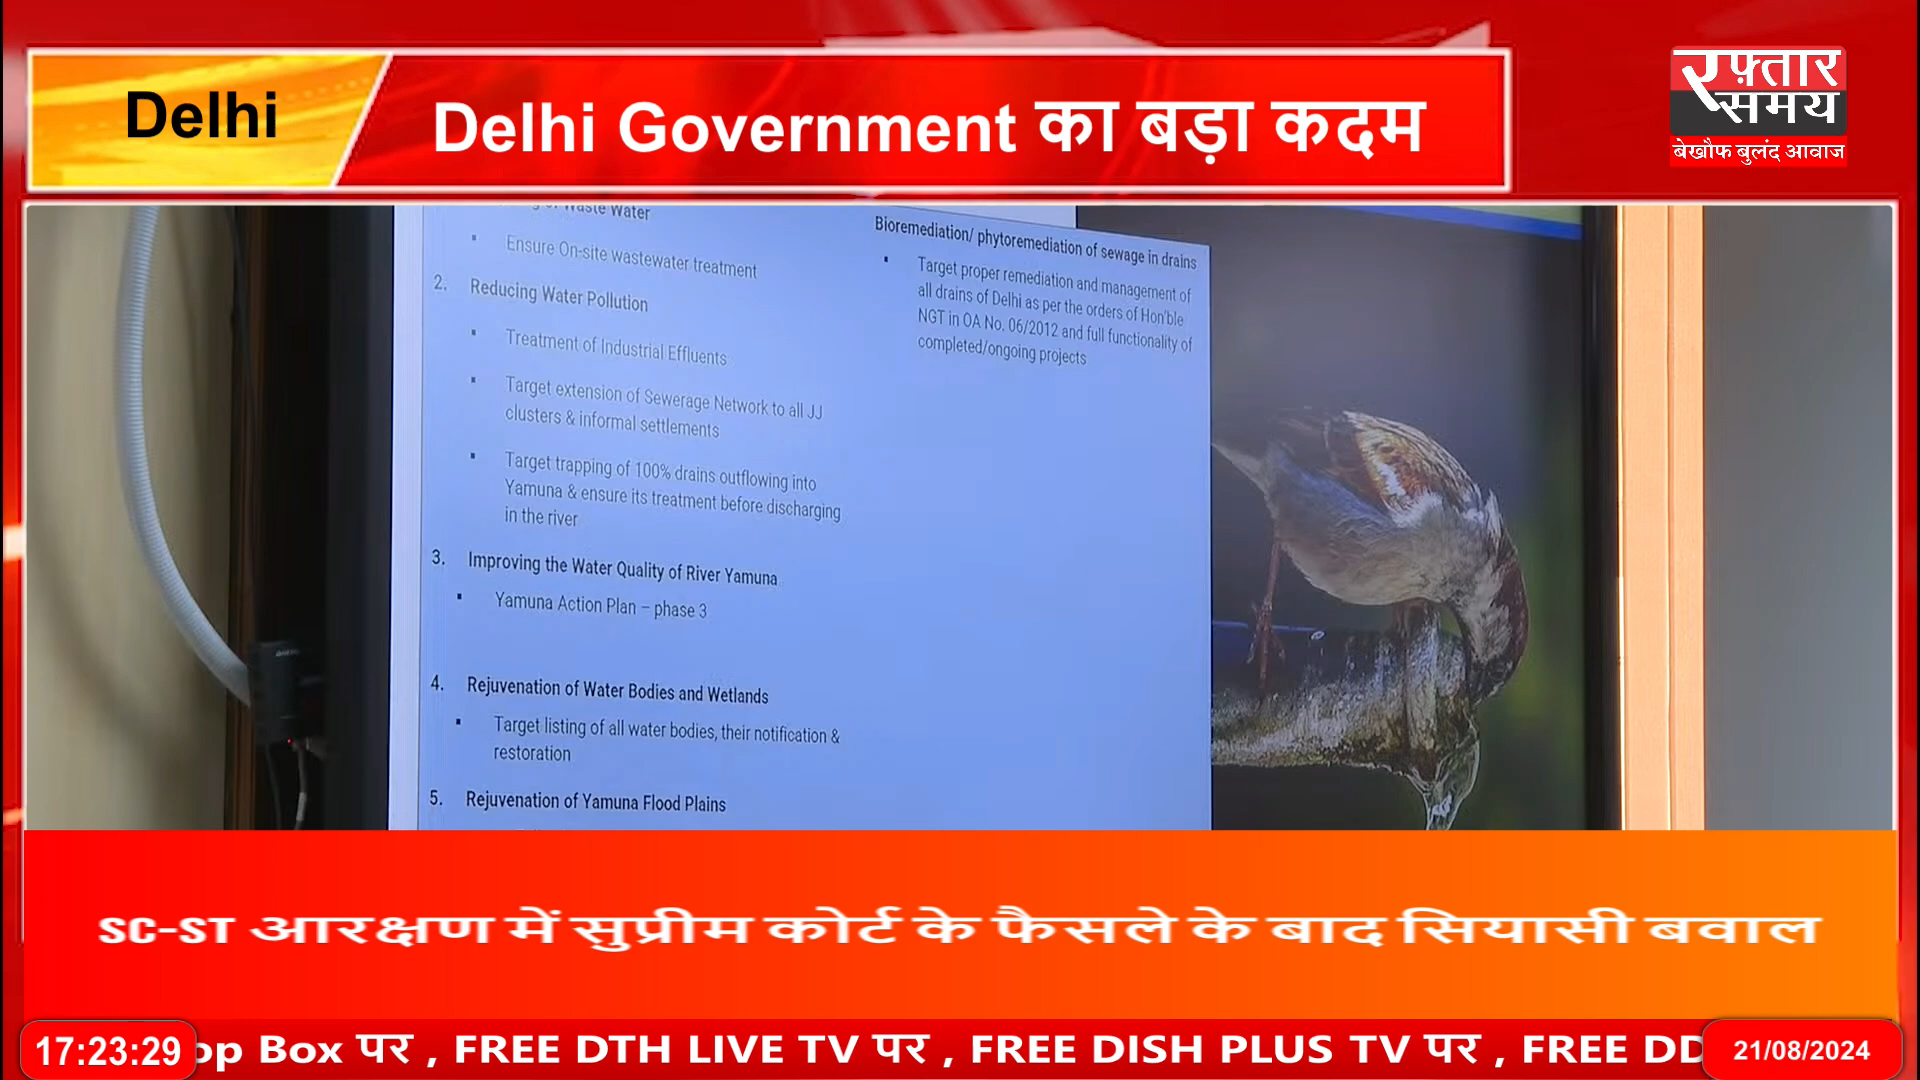 Delhi
Delhi Government का बड़ा कदम
रफ़्तार
समय
बेखौफ बुलंद आवाज
of Waste Water
Ensure On-site wastewater treatment
2. Reducing Water Pollution
Treatment of Industrial Effluents
Target extension of Sewerage Network to all JJ
clusters & informal settlements
Target trapping of 100% drains outflowing into
Yamuna & ensure its treatment before discharging
in the river
3. Improving the Water Quality of River Yamuna
Yamuna Action Plan – phase 3
4. Rejuvenation of Water Bodies and Wetlands
Target listing of all water bodies, their notification &
restoration
5. Rejuvenation of Yamuna Flood Plains
Bioremediation/ phytoremediation of sewage in drains
Target proper remediation and management of
all drains of Delhi as per the orders of Hon'ble
NGT in OA No. 06/2012 and full functionality of
completed/ongoing projects
SC-ST आरक्षण में सुप्रीम कोर्ट के फैसले के बाद सियासी बवाल
17:23:29
op Box पर , FREE DTH LIVE TV पर , FREE DISH PLUS TV पर , FREE DD
21/08/2024